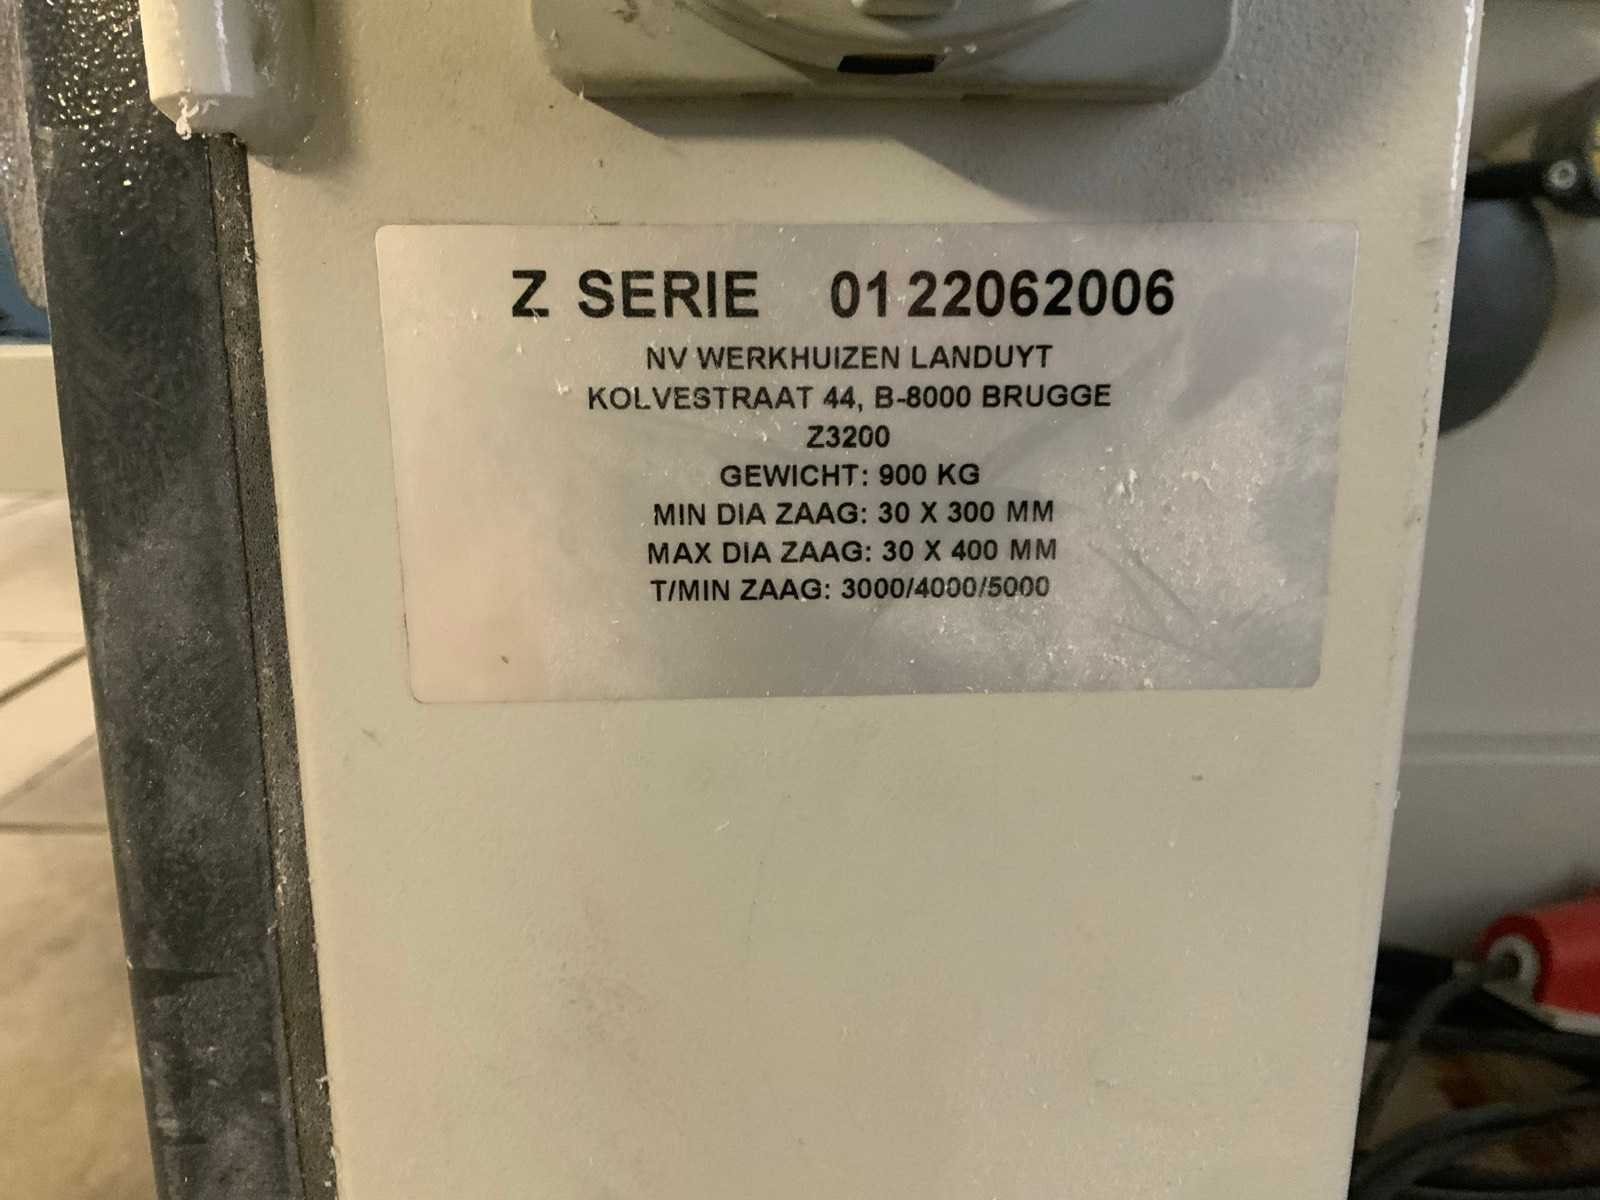 Z SERIE 01 22062006
NV WERKHUIZEN LANDUYT
KOLVESTRAAT 44, B-8000 BRUGGE
Z3200
GEWICHT: 900 KG
MIN DIA ZAAG: 30 X 300 MM
MAX DIA ZAAG: 30 X 400 MM
T/MIN ZAAG: 3000/4000/5000